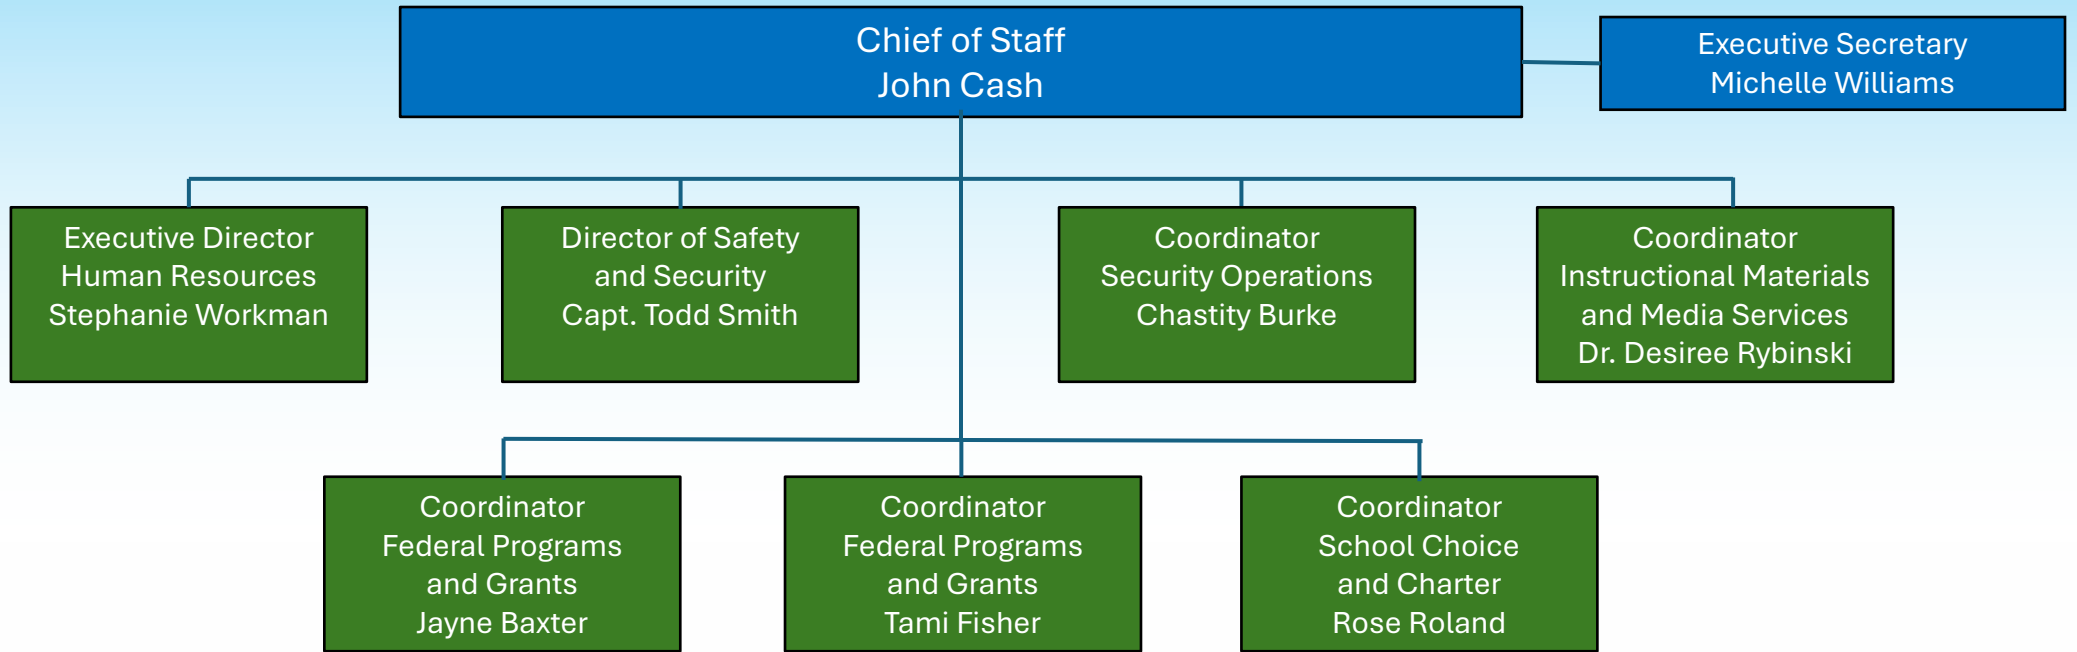 Chief of Staff
John Cash
Executive Secretary
Michelle Williams
Executive Director
Human Resources
Stephanie Workman
Director of Safety
and Security
Capt. Todd Smith
Coordinator
Security Operations
Chastity Burke
Coordinator
Instructional Materials
and Media Services
Dr. Desiree Rybinski
Coordinator
Federal Programs
and Grants
Jayne Baxter
Coordinator
Federal Programs
and Grants
Tami Fisher
Coordinator
School Choice
and Charter
Rose Roland